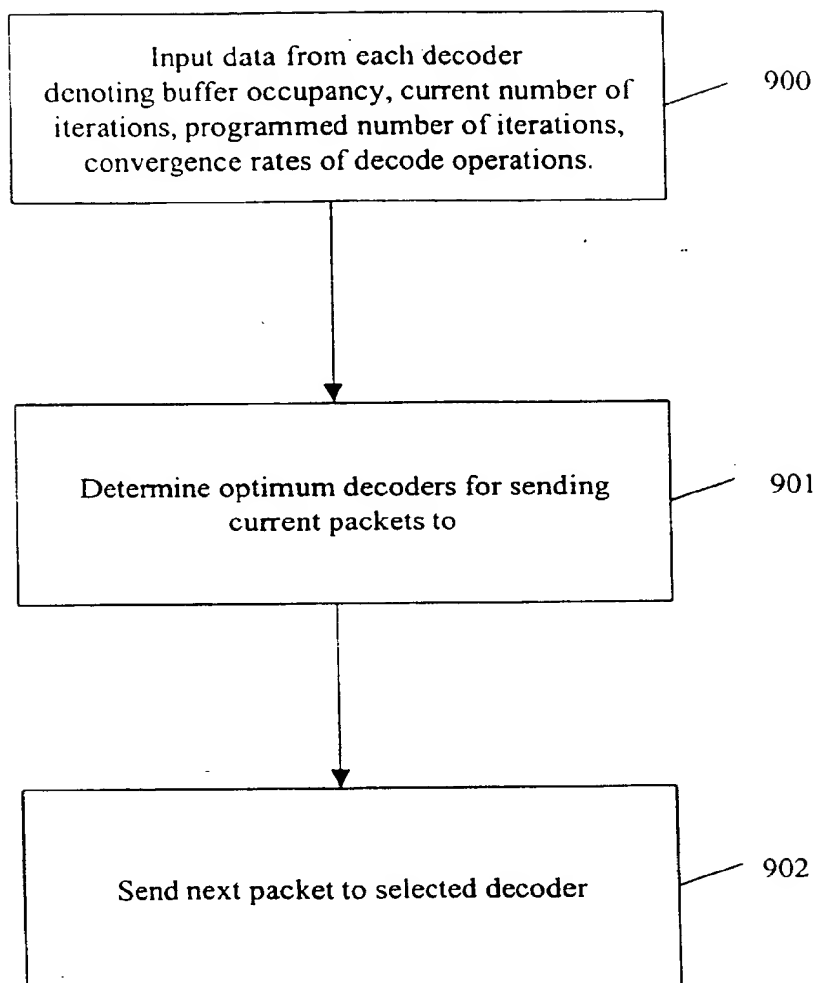 Input data from each decoder
denoting buffer occupancy, current number of
iterations, programmed number of iterations,
convergence rates of decode operations.
900
Determine optimum decoders for sending
current packets to
901
Send next packet to selected decoder
902